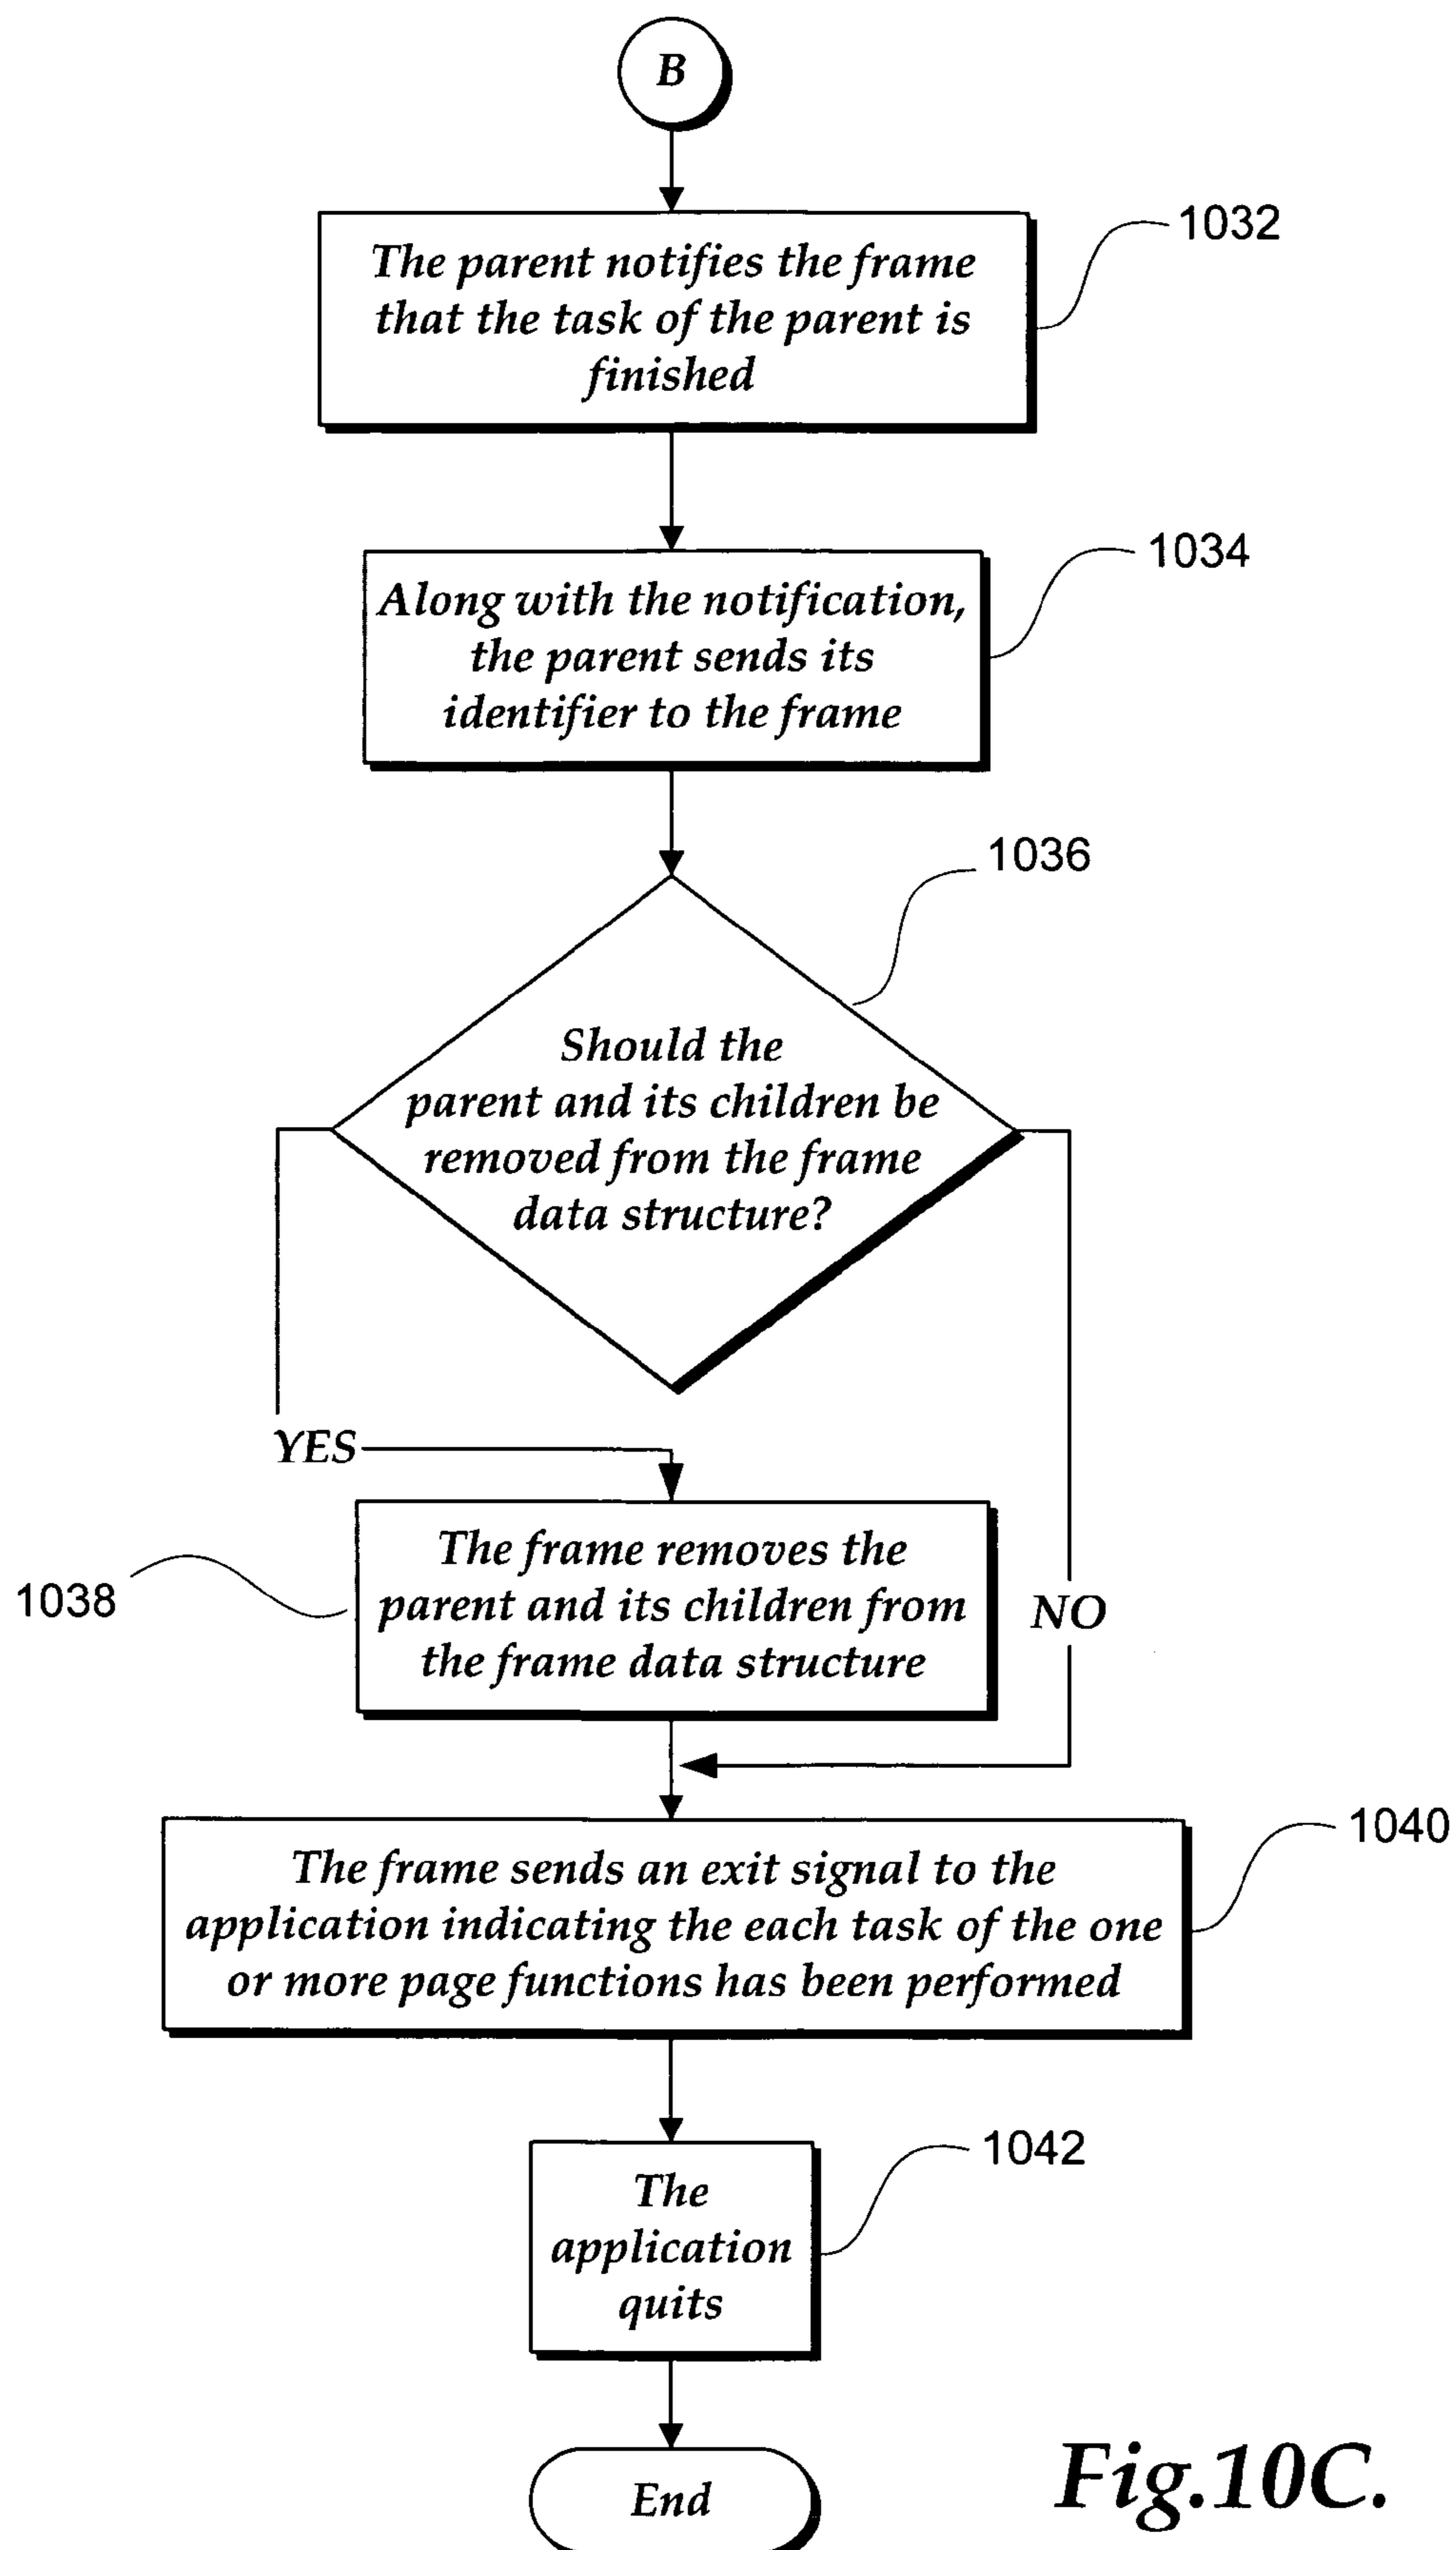 B
The parent notifies the frame
that the task of the parent is
finished
1032
Along with the notification,
the parent sends its
identifier to the frame
1034
1036
Should the
parent and its children be
removed from the frame
data structure?
YES
The frame removes the
parent and its children from
the frame data structure
1038
NO
The frame sends an exit signal to the
application indicating the each task of the one
or more page functions has been performed
1040
The
application
quits
1042
End
Fig.10C.